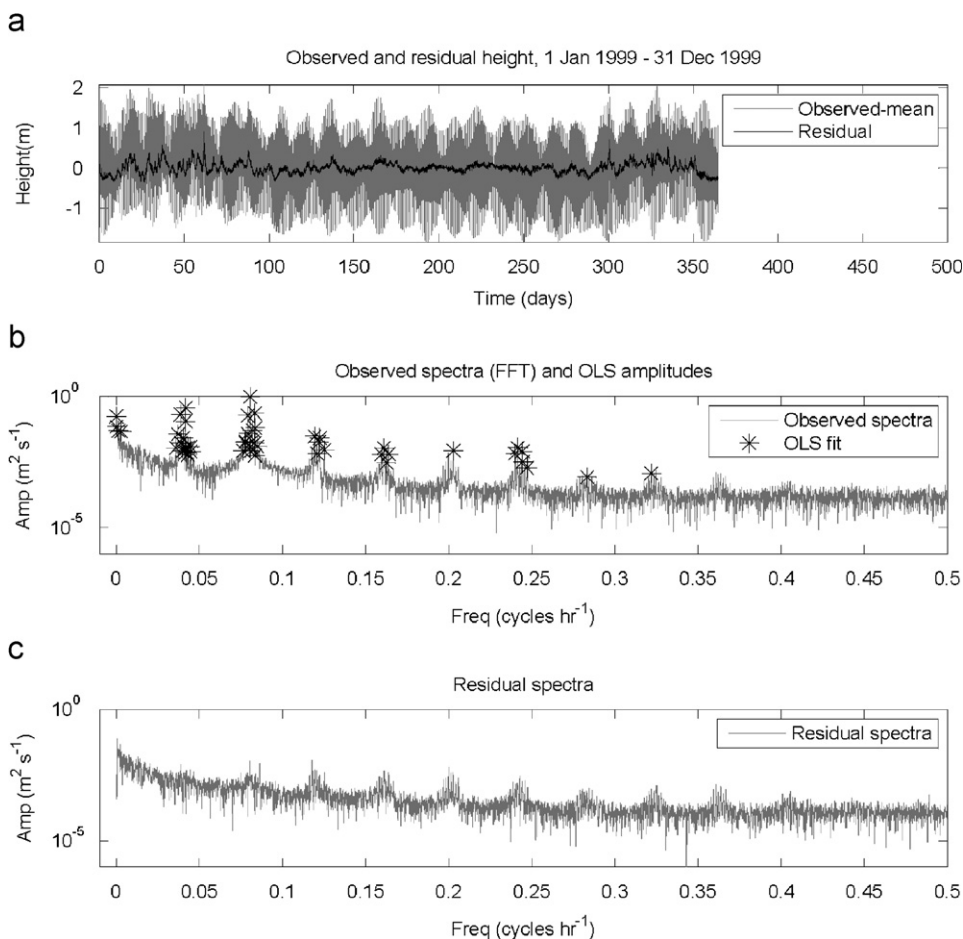 a
Observed and residual height, 1 Jan 1999 - 31 Dec 1999
2
1
0
-1
Height(m)
Observed-mean
Residual
0 50 100 150 200 250 300 350 400 450 500
Time (days)
b
Observed spectra (FFT) and OLS amplitudes
10^0
10^-5
Amp (m^2 s^-1)
Observed spectra
OLS fit
0 0.05 0.1 0.15 0.2 0.25 0.3 0.35 0.4 0.45 0.5
Freq (cycles hr^-1)
c
Residual spectra
10^0
10^-5
Amp (m^2 s^-1)
Residual spectra
0 0.05 0.1 0.15 0.2 0.25 0.3 0.35 0.4 0.45 0.5
Freq (cycles hr^-1)